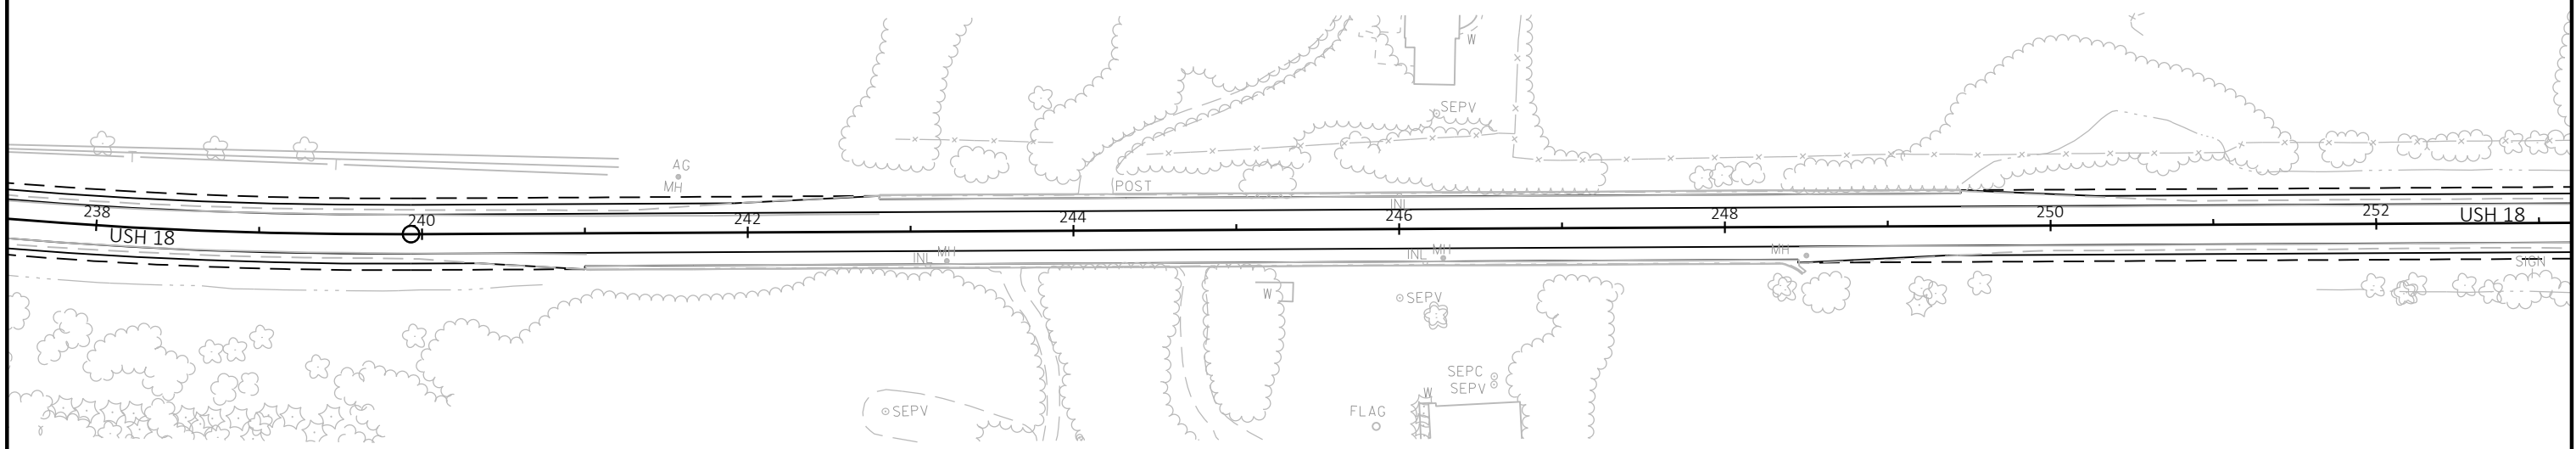 W
SEPV
AG
MH
POST
INL
238
240
242
244
246
248
250
252
USH 18
USH 18
INL
MH
INL
MH
MH
SIGN
W
SEPV
SEPC
SEPV
W
SEPV
FLAG
T
T